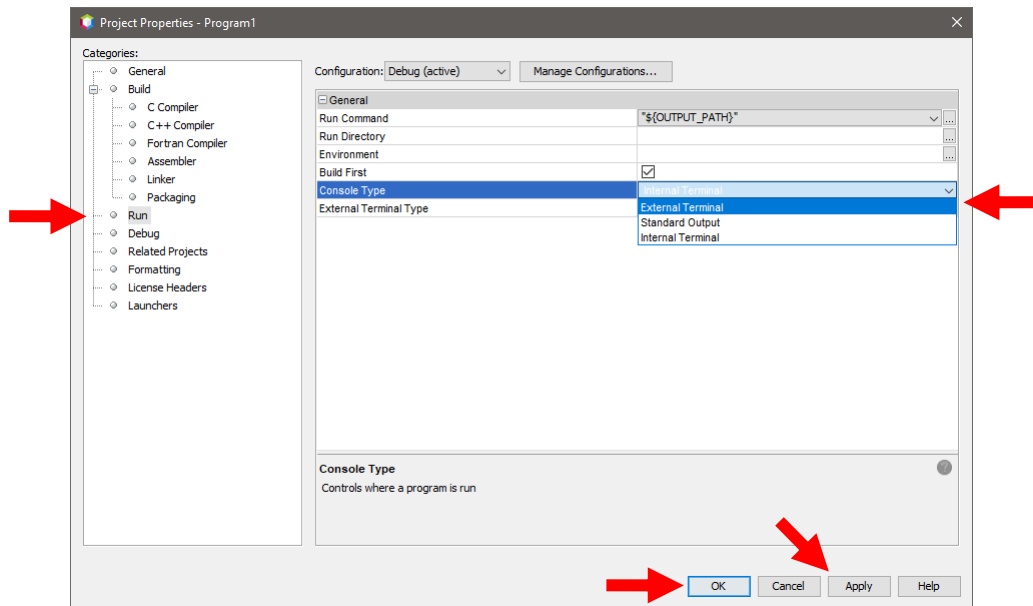 Project Properties - Program1
Categories:
General
Build
C Compiler
C++ Compiler
Fortran Compiler
Assembler
Linker
Packaging
Run
Debug
Related Projects
Formatting
License Headers
Launchers
Configuration: Debug (active)
Manage Configurations...
General
Run Command "${OUTPUT_PATH}" ...
Run Directory ...
Environment ...
Build First
Console Type Internal Terminal
External Terminal Type
External Terminal
Standard Output
Internal Terminal
Console Type
?
Controls where a program is run
OK Cancel Apply Help